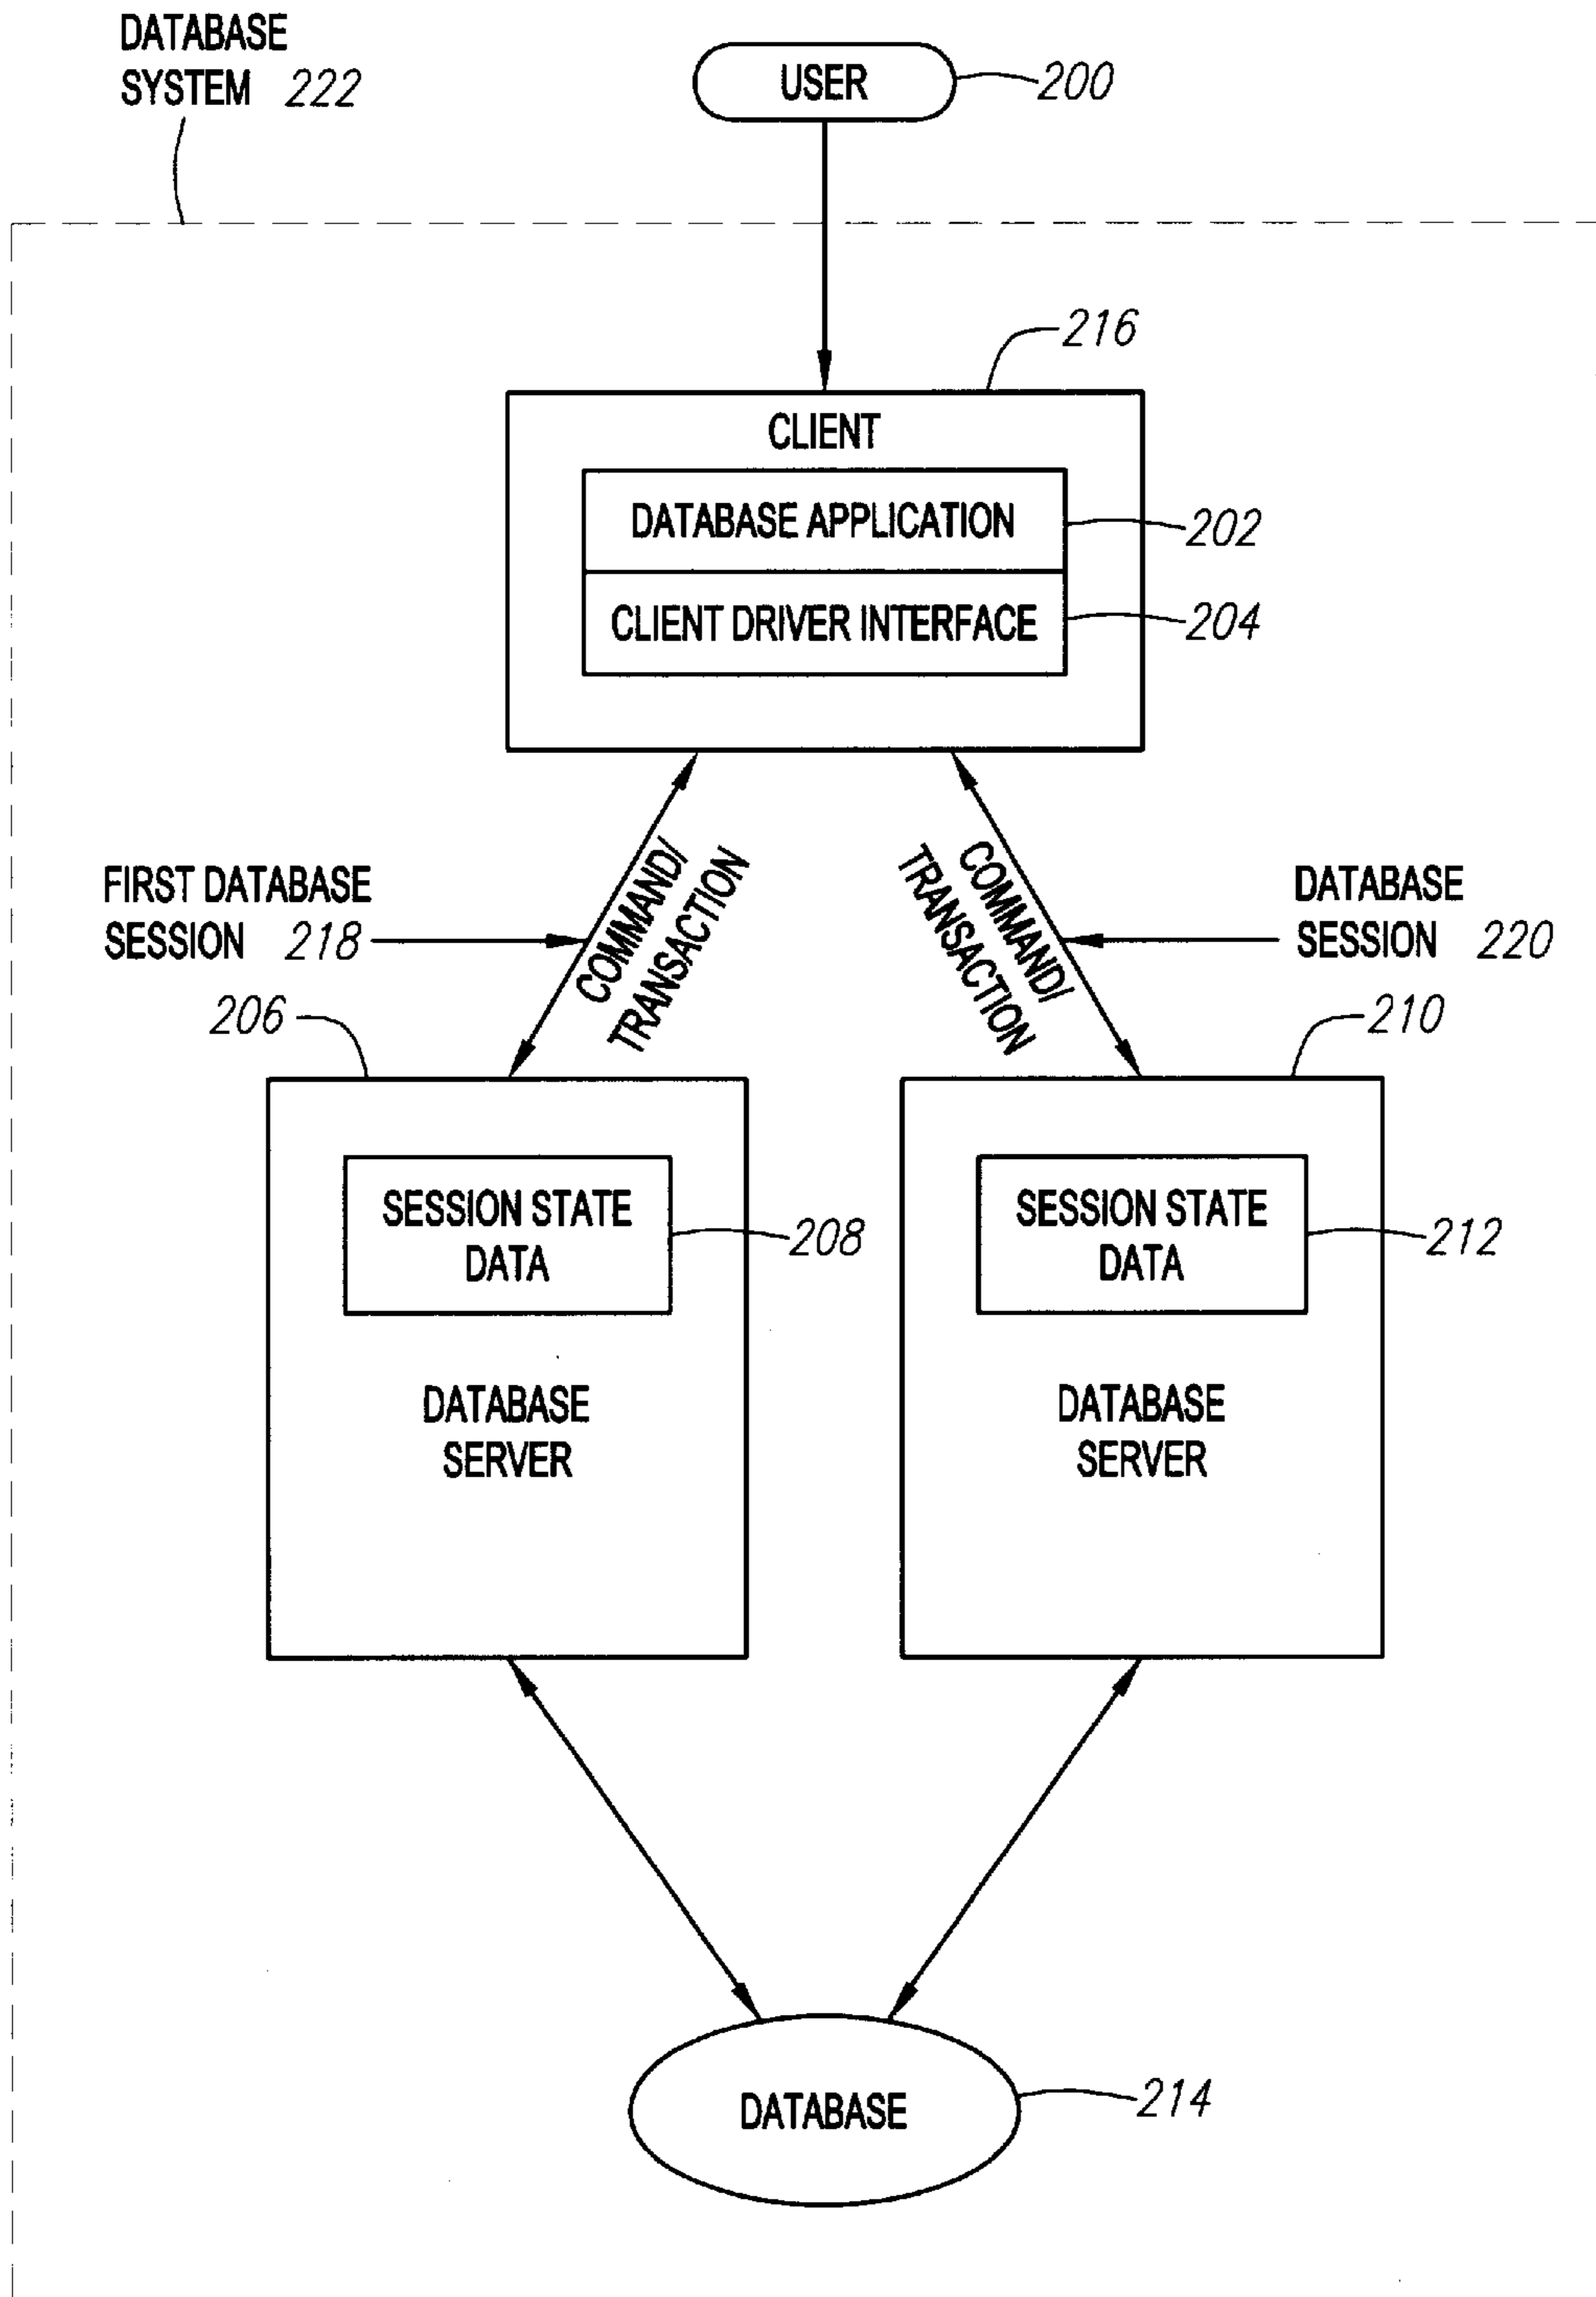 DATABASE
SYSTEM 222
USER
200
216
CLIENT
DATABASE APPLICATION
202
CLIENT DRIVER INTERFACE
204
FIRST DATABASE
SESSION 218
COMMAND/
TRANSACTION
COMMAND/
TRANSACTION
DATABASE
SESSION 220
206
210
SESSION STATE
DATA
208
SESSION STATE
DATA
212
DATABASE
SERVER
DATABASE
SERVER
DATABASE
214